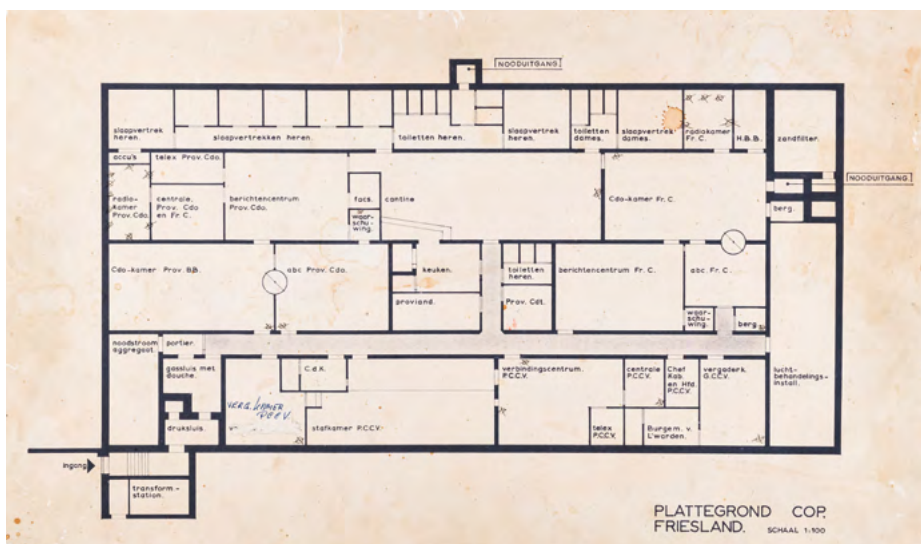 NOODUITGANG.
slaapvertrek
heren.
slaapvertrekken heren.
toiletten heren.
slaapvertrek
heren.
toiletten
dames.
slaapvertrek
dames.
radiokamer
Fr. C.
H.B.B.
zandfilter.
NOODUITGANG.
accu's
telex Prov. Cdo.
radio-
kamer
Prov. Cdo.
centrale.
Prov. Cdo
en Fr. C.
berichtencentrum
Prov. Cdo.
facs.
waar-
schu-
wing.
cantine
Cdo-kamer Fr. C.
berg.
Cdo-kamer Prov. B.B.
abc Prov. Cdo.
keuken.
proviand.
toiletten
heren.
Prov. Cdt.
berichtencentrum Fr. C.
abc. Fr. C.
waar-
schu-
wing.
berg.
noodstroom
aggregaat.
portier.
gassluis met
douche.
druksluis.
C.d.K.
VERG. KAMER
P.C.C.V.
stafkamer P.C.C.V.
verbindingscentrum.
P.C.C.V.
telex
P.C.C.V.
centrale
P.C.C.V.
Chef
Kab.
en Hfd.
P.C.C.V.
Burgem. v.
L'warden.
vergaderk.
G.C.C.V.
lucht-
behandelings-
install.
ingang
transform.-
station.
PLATTEGROND COP.
FRIESLAND. SCHAAL 1:100